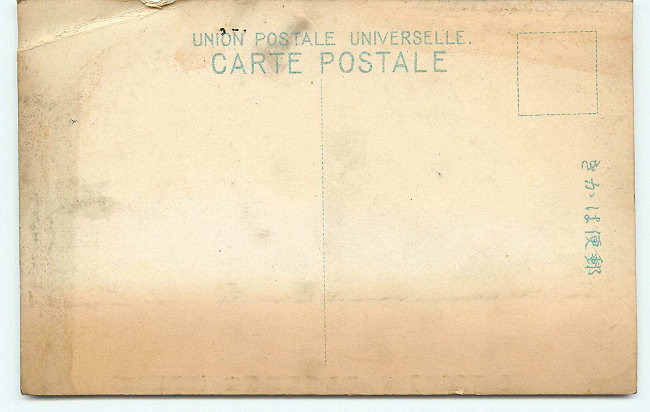 UNION POSTALE UNIVERSELLE.
CARTE POSTALE
郵便はかき